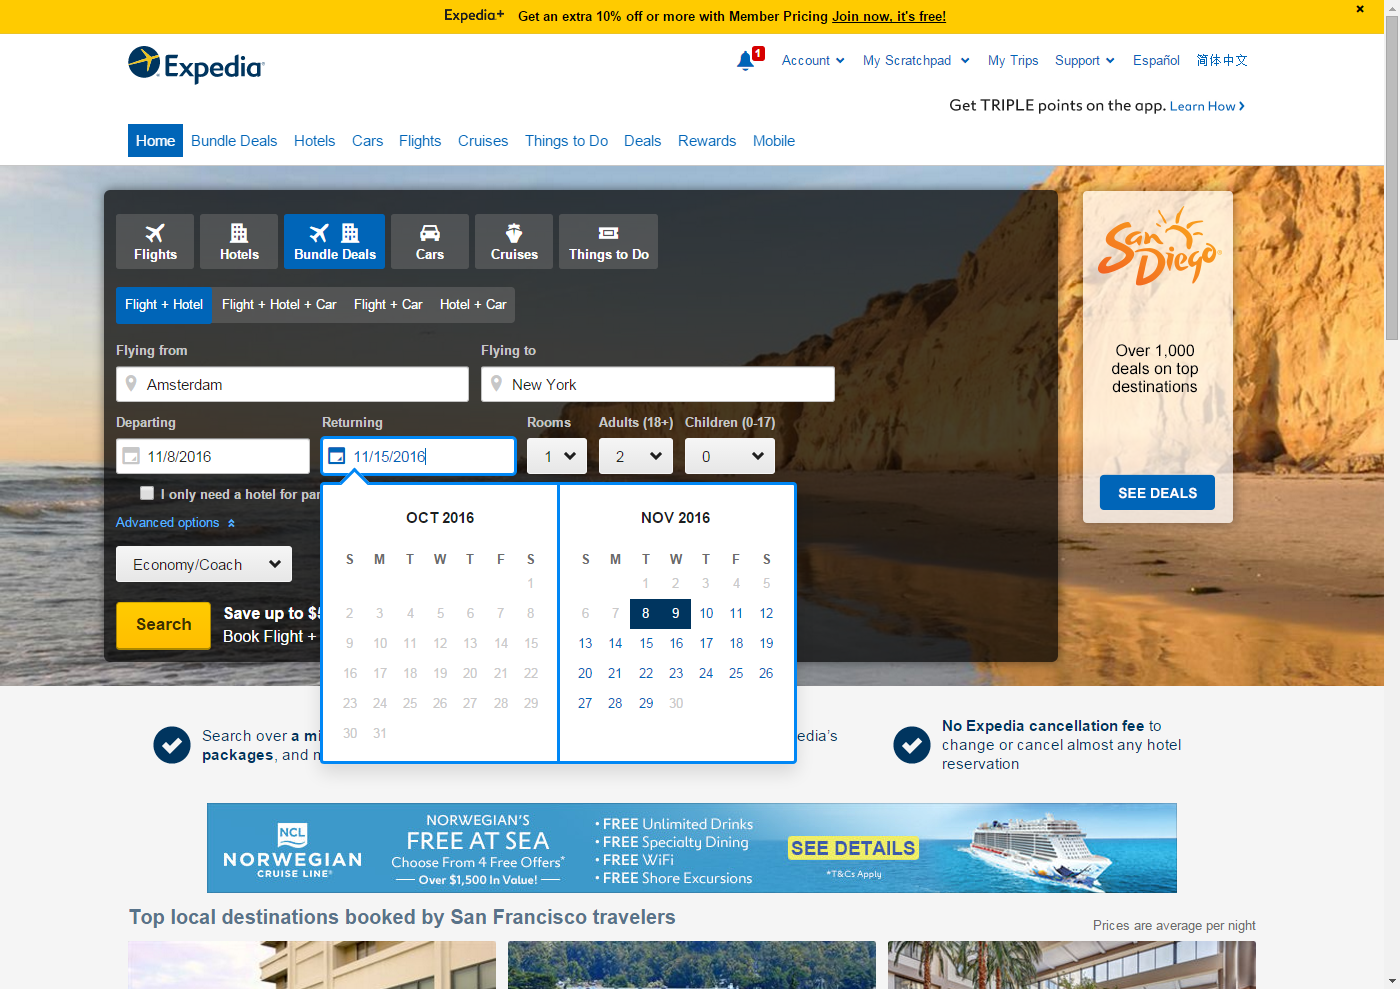 Expedia+ Get an extra 10% off or more with Member Pricing Join now, it's free!
Expedia
1
Account
My Scratchpad
My Trips
Support
Español
简体中文
Get TRIPLE points on the app. Learn How
Home
Bundle Deals
Hotels
Cars
Flights
Cruises
Things to Do
Deals
Rewards
Mobile
Flights
Hotels
Bundle Deals
Cars
Cruises
Things to Do
Flight + Hotel
Flight + Hotel + Car
Flight + Car
Hotel + Car
Flying from
Flying to
Amsterdam
New York
Departing
Returning
Rooms
Adults (18+)
Children (0-17)
11/8/2016
11/15/2016
1
2
0
I only need a hotel for par
Advanced options
Economy/Coach
Search
Save up to $5
Book Flight +
OCT 2016
S M T W T F S
1
2 3 4 5 6 7 8
9 10 11 12 13 14 15
16 17 18 19 20 21 22
23 24 25 26 27 28 29
30 31
NOV 2016
S M T W T F S
1 2 3 4 5
6 7 8 9 10 11 12
13 14 15 16 17 18 19
20 21 22 23 24 25 26
27 28 29 30
San Diego
Over 1,000
deals on top
destinations
SEE DEALS
Search over a mi
packages, and n
edia's
No Expedia cancellation fee to
change or cancel almost any hotel
reservation
NCL
NORWEGIAN
CRUISE LINE®
NORWEGIAN'S
FREE AT SEA
Choose From 4 Free Offers*
Over $1,500 In Value!
• FREE Unlimited Drinks
• FREE Specialty Dining
• FREE WiFi
• FREE Shore Excursions
SEE DETAILS
*T&Cs Apply
Top local destinations booked by San Francisco travelers
Prices are average per night